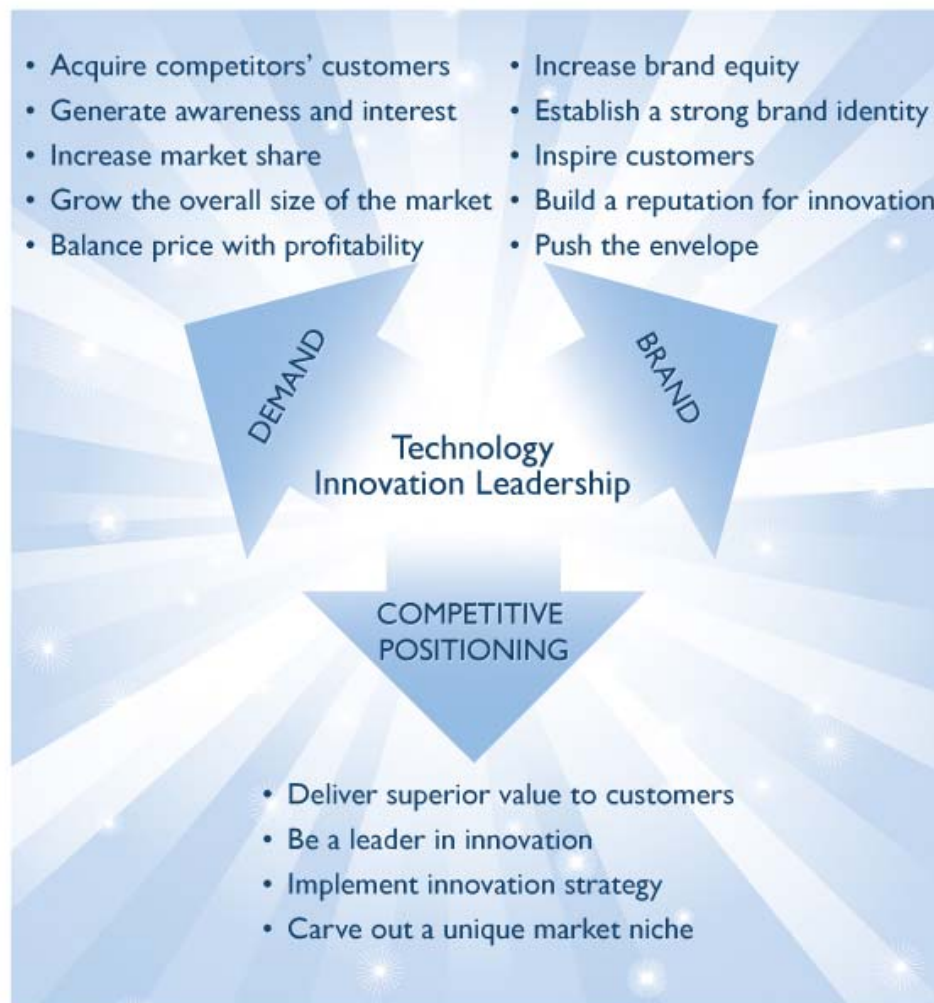 • Acquire competitors’ customers
• Generate awareness and interest
• Increase market share
• Grow the overall size of the market
• Balance price with profitability
• Increase brand equity
• Establish a strong brand identity
• Inspire customers
• Build a reputation for innovation
• Push the envelope
DEMAND
BRAND
Technology
Innovation Leadership
COMPETITIVE
POSITIONING
• Deliver superior value to customers
• Be a leader in innovation
• Implement innovation strategy
• Carve out a unique market niche